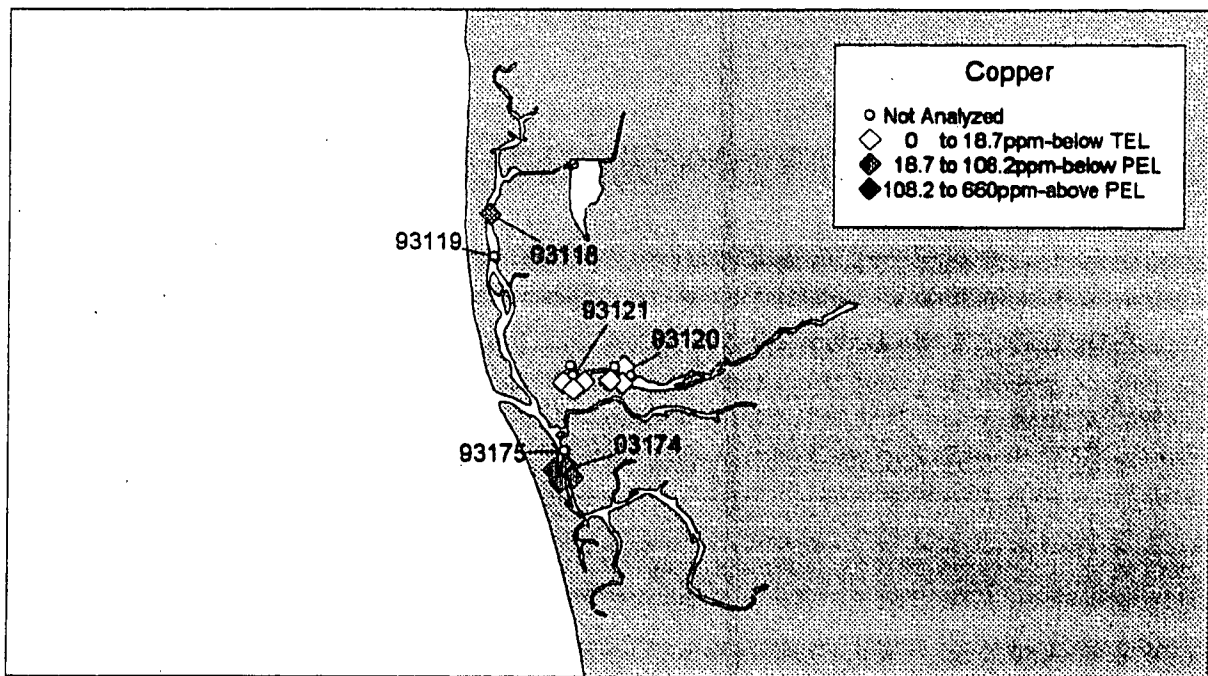 Copper
Not Analyzed
0 to 18.7ppm-below TEL
18.7 to 108.2ppm-below PEL
108.2 to 660ppm-above PEL
93119
93118
93121
93120
93175
93174